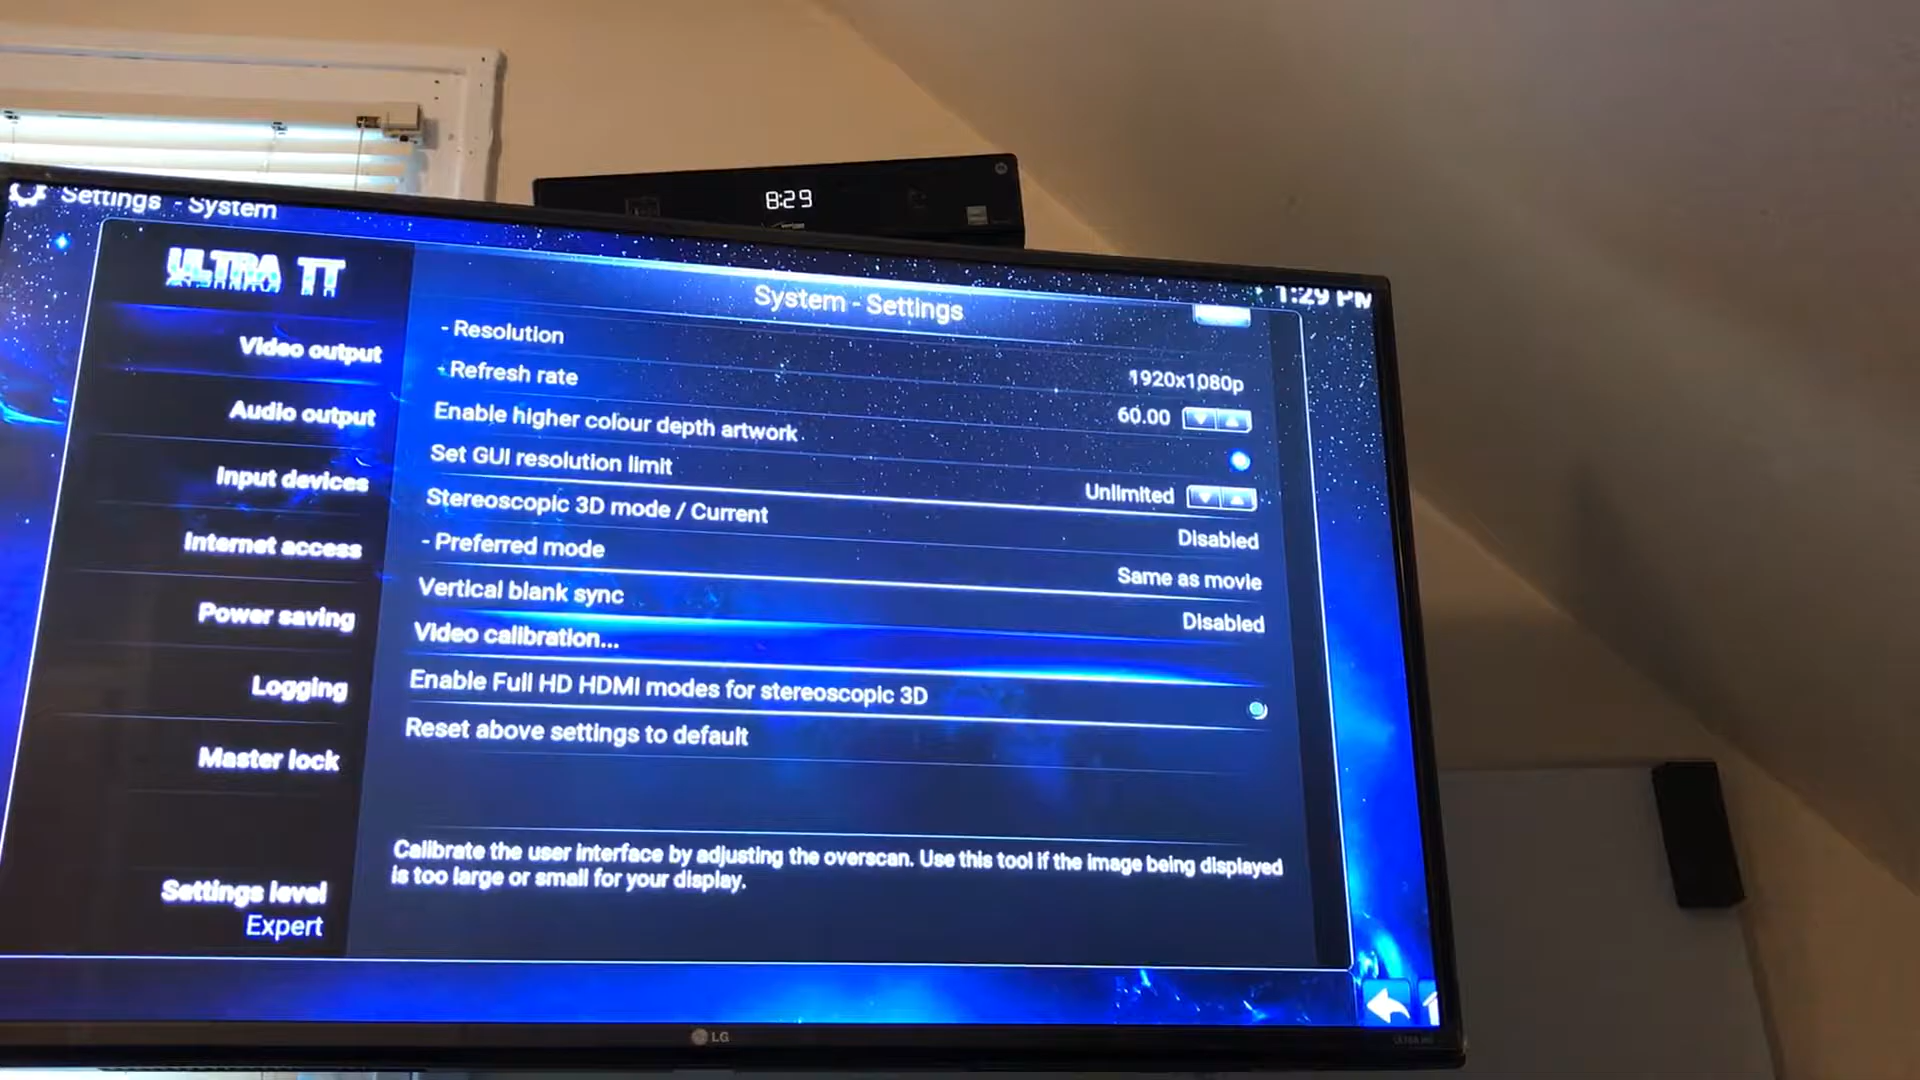 8:29
Settings - System
1:29 PM
ULTRA TT
System - Settings
Video output
Audio output
Input devices
Internet access
Power saving
Logging
Master lock
Settings level
Expert
- Resolution
1920x1080p
- Refresh rate
60.00
Enable higher colour depth artwork
Set GUI resolution limit
Unlimited
Stereoscopic 3D mode / Current
Disabled
- Preferred mode
Same as movie
Vertical blank sync
Disabled
Video calibration...
Enable Full HD HDMI modes for stereoscopic 3D
Reset above settings to default
Calibrate the user interface by adjusting the overscan. Use this tool if the image being displayed
is too large or small for your display.
LG
ULTRA HD